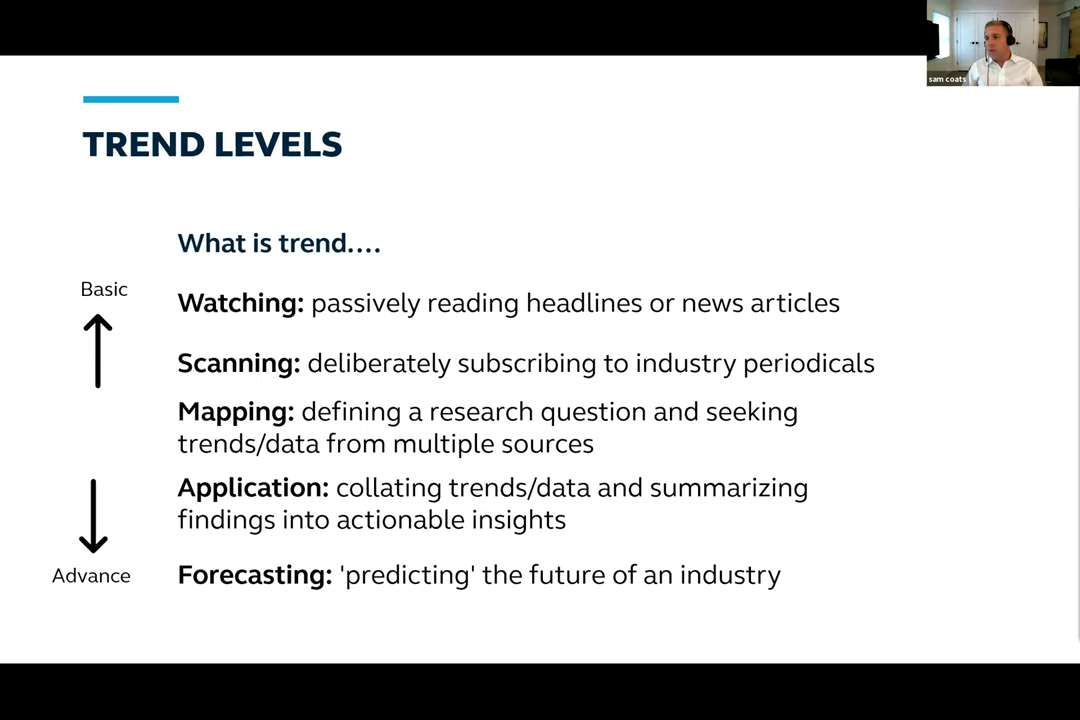 sam coats
TREND LEVELS
What is trend....
Basic
Watching: passively reading headlines or news articles
Scanning: deliberately subscribing to industry periodicals
Mapping: defining a research question and seeking
trends/data from multiple sources
Application: collating trends/data and summarizing
findings into actionable insights
Advance
Forecasting: 'predicting' the future of an industry